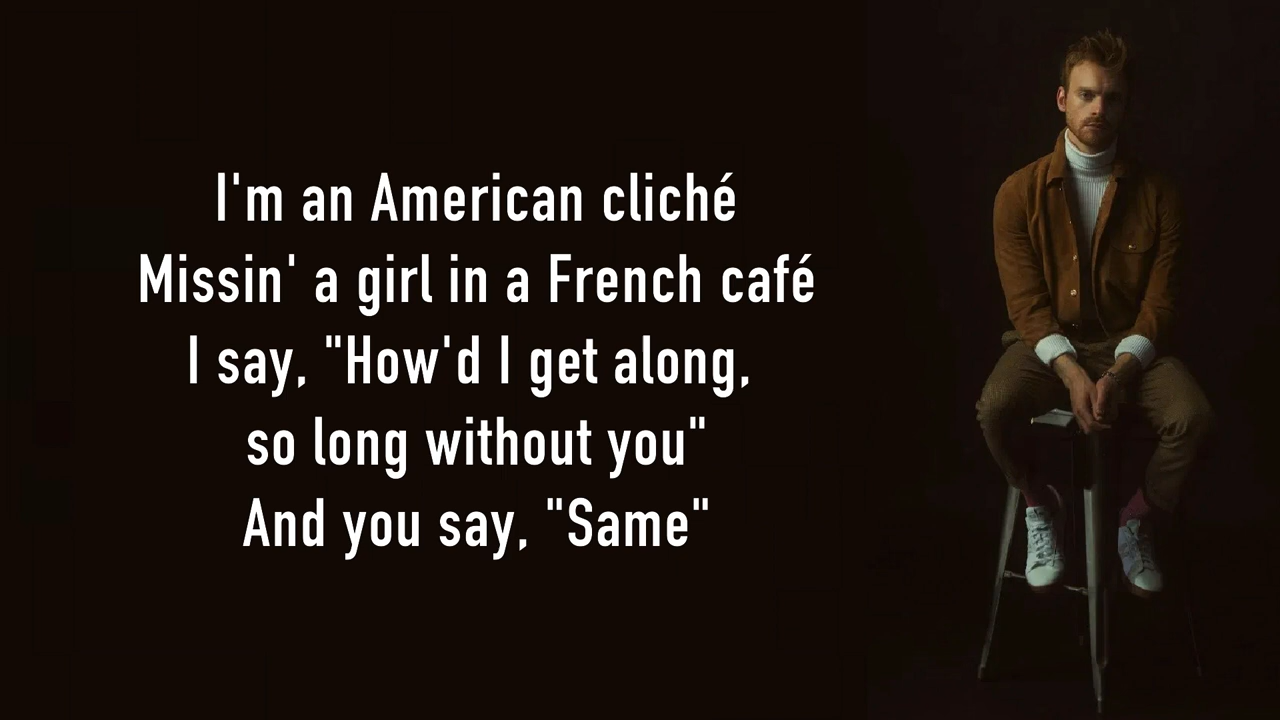 I'm an American cliché
Missin' a girl in a French café
I say, "How'd I get along,
so long without you"
And you say, "Same"